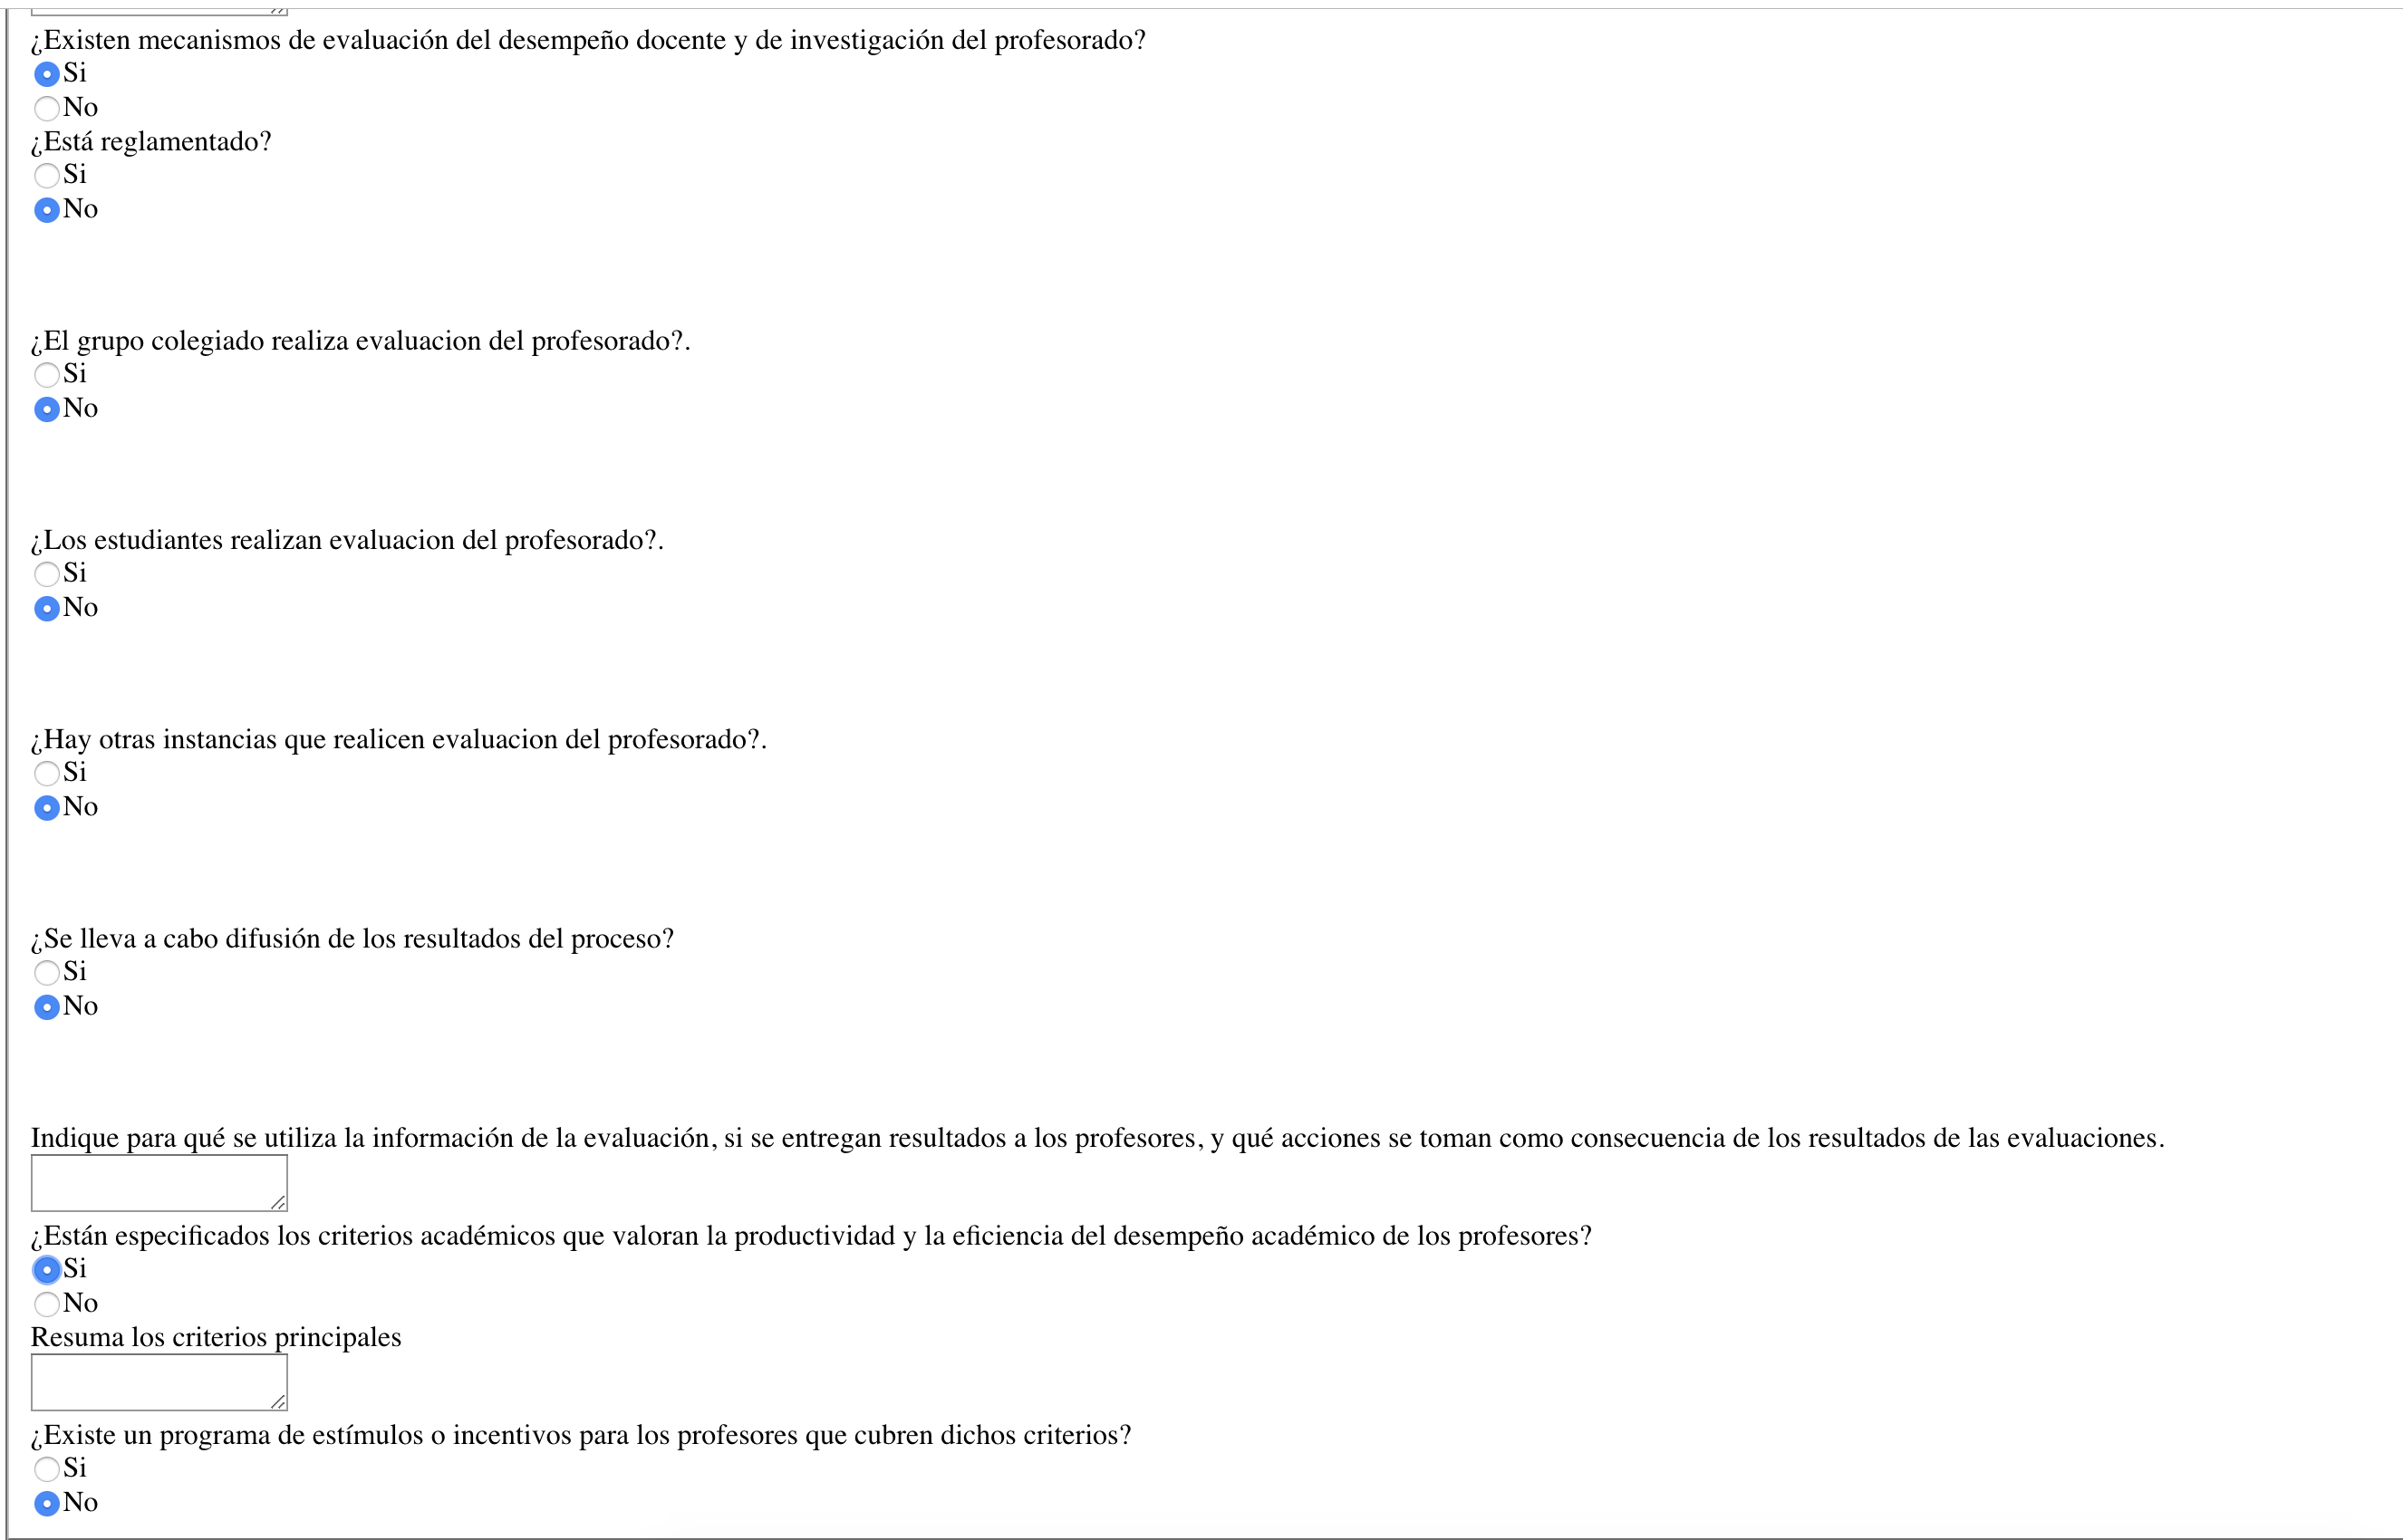 ¿Existen mecanismos de evaluación del desempeño docente y de investigación del profesorado?
Si
No
¿Está reglamentado?
Si
No
¿El grupo colegiado realiza evaluacion del profesorado?.
Si
No
¿Los estudiantes realizan evaluacion del profesorado?.
Si
No
¿Hay otras instancias que realicen evaluacion del profesorado?.
Si
No
¿Se lleva a cabo difusión de los resultados del proceso?
Si
No
Indique para qué se utiliza la información de la evaluación, si se entregan resultados a los profesores, y qué acciones se toman como consecuencia de los resultados de las evaluaciones.
¿Están especificados los criterios académicos que valoran la productividad y la eficiencia del desempeño académico de los profesores?
Si
No
Resuma los criterios principales
¿Existe un programa de estímulos o incentivos para los profesores que cubren dichos criterios?
Si
No